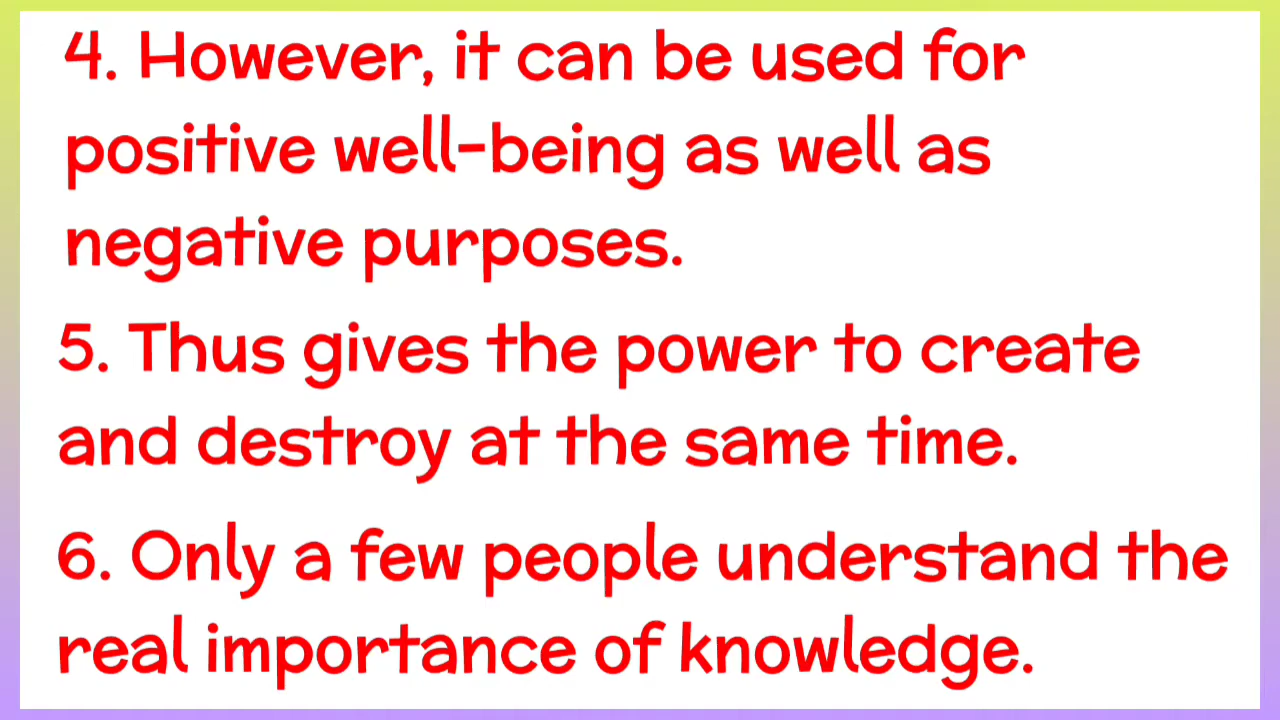 4. However, it can be used for
positive well-being as well as
negative purposes.
5. Thus gives the power to create
and destroy at the same time.
6. Only a few people understand the
real importance of knowledge.